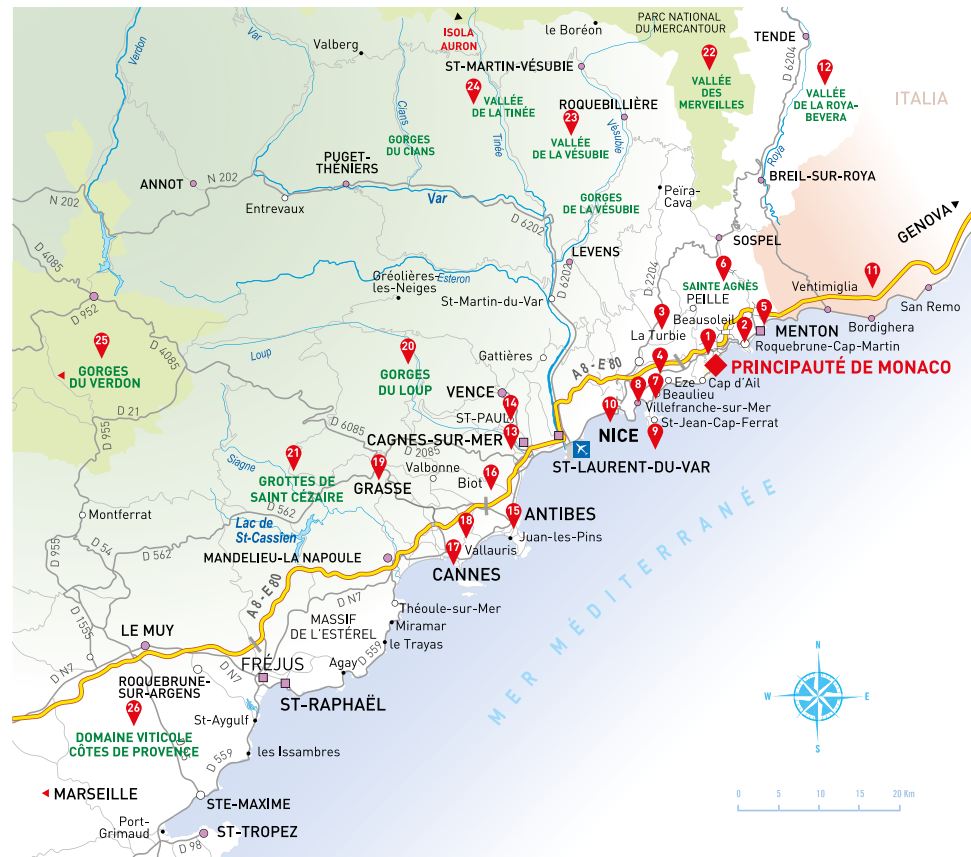 Verdon
Var
Valberg
ISOLA
AURON
le Boréon
PARC NATIONAL
DU MERCANTOUR
TENDE
D 6204
ST-MARTIN-VÉSUBIE
22
12
24
VALLÉE
DE LA TINÉE
ROQUEBILLIÈRE
VALLÉE
DES
MERVEILLES
VALLÉE
DE LA ROYA-
BEVERA
ITALIA
Cians
Tinée
23
Vésubie
VALLÉE
DE LA VÉSUBIE
GORGES
DU CIANS
Roya
PUGET-
THÉNIERS
ANNOT
N 202
N 202
Entrevaux
Var
D 6202
GORGES
DE LA VÉSUBIE
Peïra-
Cava
BREIL-SUR-ROYA
GENOVA
SOSPEL
LEVENS
D 4085
D 6202
D 2204
6
SAINTE AGNÈS
11
Gréolières-
les-Neiges
Esteron
St-Martin-du-Var
PEILLE
Ventimiglia
San Remo
D 952
3
Beausoleil
5
Bordighera
La Turbie
1
2
MENTON
Roquebrune-Cap-Martin
25
GORGES
DU VERDON
D 4085
Loup
20
GORGES
DU LOUP
Gattières
A 8 - E 80
4
PRINCIPAUTÉ DE MONACO
Eze
Cap d'Ail
D 21
VENCE
14
8
7
Beaulieu
10
Villefranche-sur-Mer
D 955
D 6085
ST-PAUL
St-Jean-Cap-Ferrat
CAGNES-SUR-MER
13
NICE
9
D 2085
ST-LAURENT-DU-VAR
21
Siagne
19
Valbonne
16
Biot
GROTTES DE
SAINT CÉZAIRE
GRASSE
D 562
Montferrat
Lac de
St-Cassien
15
ANTIBES
18
Juan-les-Pins
D 54
D 562
D 955
MANDELIEU-LA NAPOULE
17
Vallauris
CANNES
MER MÉDITERRANÉE
A 8 - E 80
D N7
Théoule-sur-Mer
MASSIF
DE L'ESTÉREL
Miramar
D 1555
LE MUY
le Trayas
D 559
D N7
FRÉJUS
Agay
D N7
ROQUEBRUNE-
SUR-ARGENS
ST-RAPHAËL
26
St-Aygulf
DOMAINE VITICOLE
CÔTES DE PROVENCE
les Issambres
D 559
MARSEILLE
STE-MAXIME
Port-
Grimaud
ST-TROPEZ
D 98
N
W
E
S
0 5 10 15 20 Km